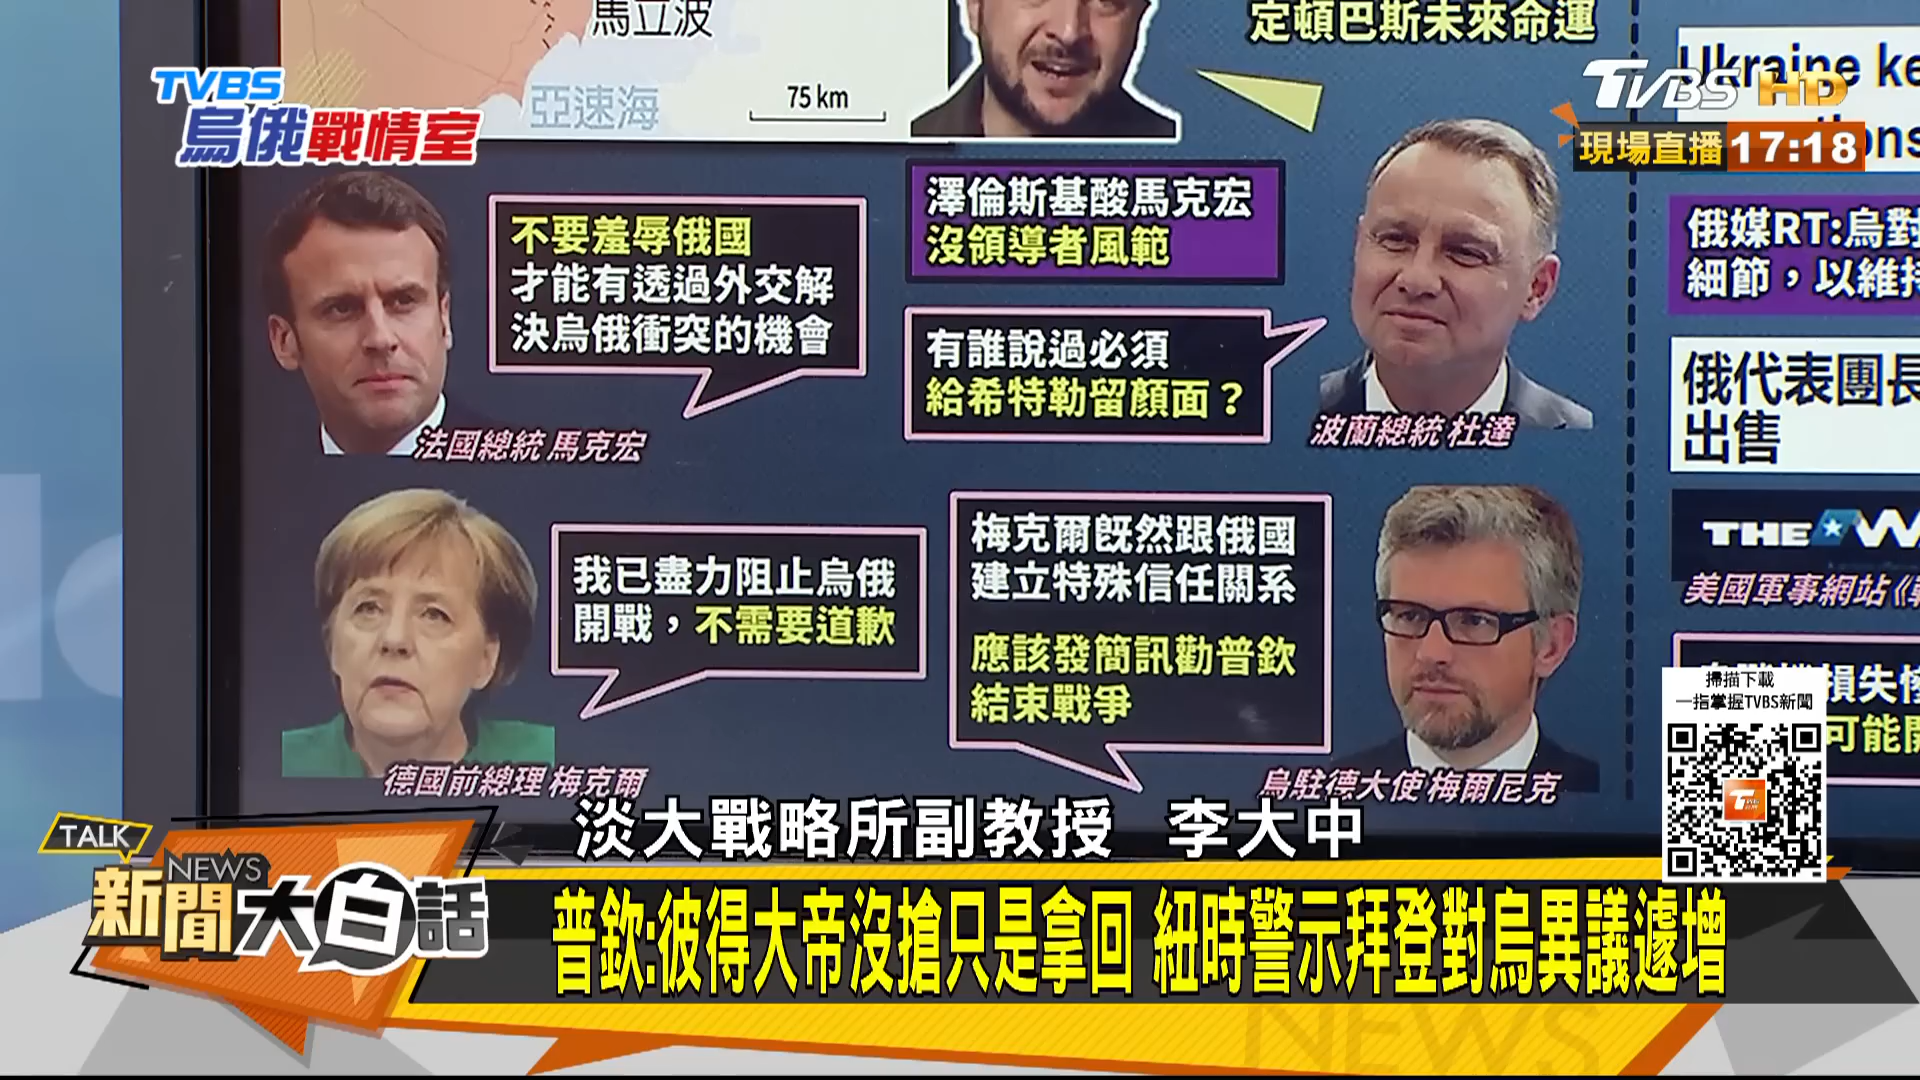 馬立波
定頓巴斯未來命運
TVBS
烏俄戰情室
亞速海
75 km
TVBS HD
現場直播 17:18
Ukraine ke
不要羞辱俄國
才能有透過外交解
決烏俄衝突的機會
法國總統 馬克宏
澤倫斯基酸馬克宏
沒領導者風範
有誰說過必須
給希特勒留顏面？
波蘭總統 杜達
俄媒RT:烏對
細節，以維持
俄代表團長
出售
THE W
美國軍事網站《
我已盡力阻止烏俄
開戰，不需要道歉
德國前總理 梅克爾
梅克爾既然跟俄國
建立特殊信任關系
應該發簡訊勸普欽
結束戰爭
烏駐德大使 梅爾尼克
損失慘
可能開
掃描下載
一指掌握TVBS新聞
淡大戰略所副教授 李大中
TALK
NEWS
新聞大白話
普欽:彼得大帝沒搶只是拿回 紐時警示拜登對烏異議遽增
NEWS